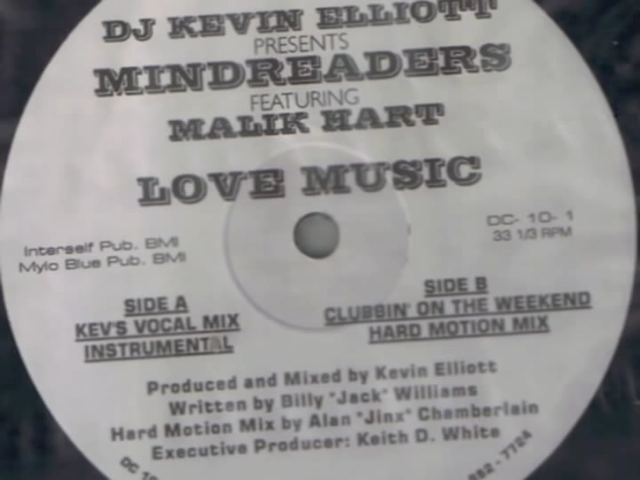 DJ KEVIN ELLIOTT
PRESENTS
MINDREADERS
FEATURING
MALIK HART
LOVE MUSIC
Interself Pub. BMI
Mylo Blue Pub. BMI
DC- 10- 1
33 1/3 RPM
SIDE A
KEV'S VOCAL MIX
INSTRUMENTAL
SIDE B
CLUBBIN' ON THE WEEKEND
HARD MOTION MIX
Produced and Mixed by Kevin Elliott
Written by Billy "Jack" Williams
Hard Motion Mix by Alan "Jinx" Chamberlain
Executive Producer: Keith D. White
DC 10
7724